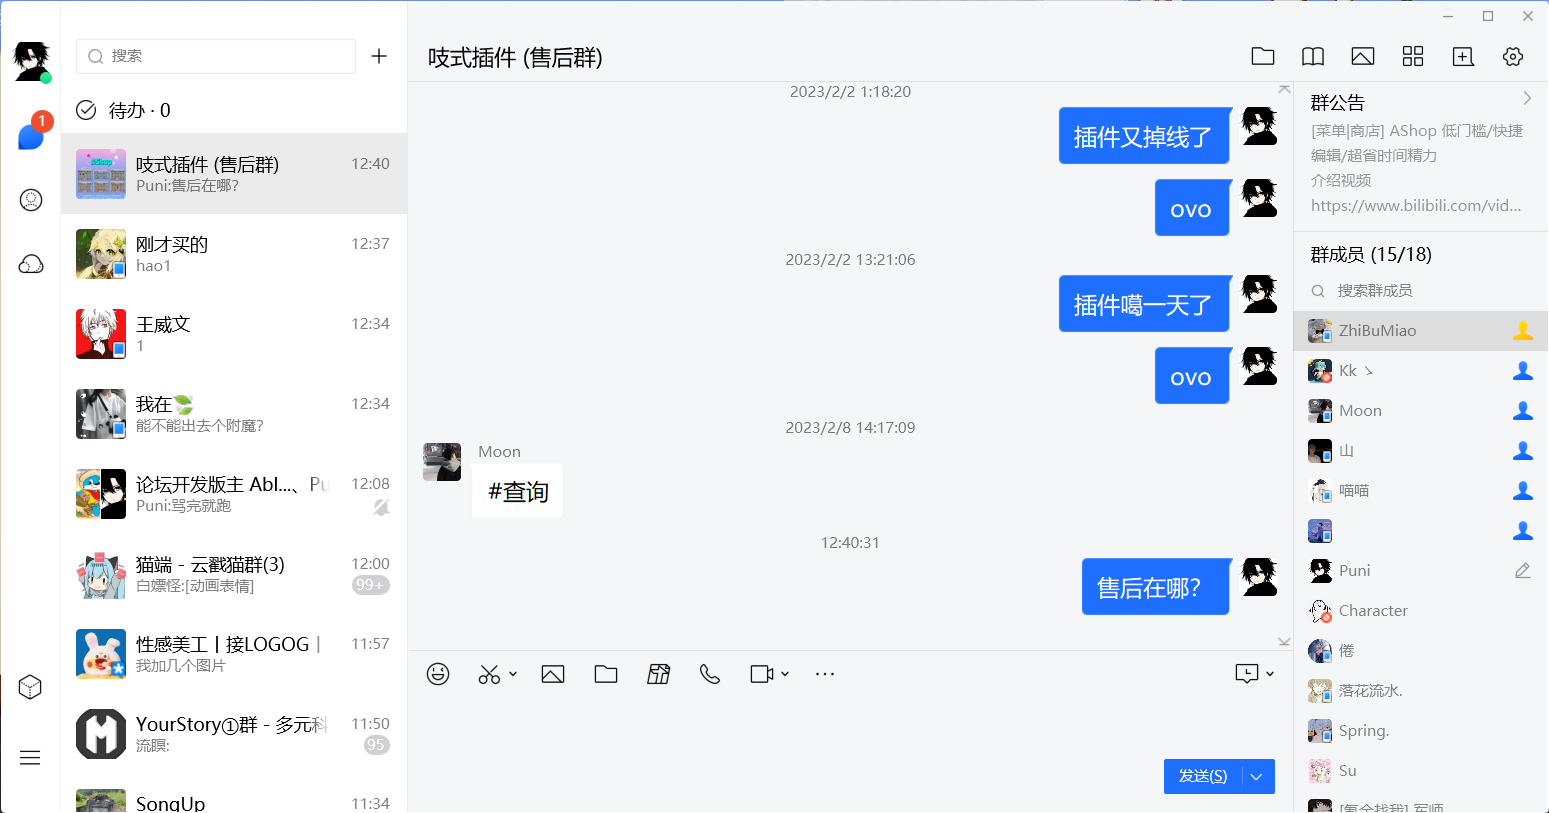 搜索
待办 · 0
1
吱式插件 (售后群)
12:40
Puni:售后在哪?
刚才买的
12:37
hao1
王威文
12:34
1
我在🍃
12:34
能不能出去个附魔?
论坛开发版主 Abl...、Pu
12:08
Puni:骂完就跑
猫端 - 云戳猫群(3)
12:00
白嫖怪:[动画表情]
99+
性感美工丨接LOGOG丨
11:57
我加几个图片
YourStory①群 - 多元科
11:50
流瞑:
95
SongUp
11:34
吱式插件 (售后群)
2023/2/2 1:18:20
插件又掉线了
ovo
2023/2/2 13:21:06
插件噶一天了
ovo
2023/2/8 14:17:09
Moon
#查询
12:40:31
售后在哪?
发送(S)
群公告
[菜单|商店] AShop 低门槛/快捷
编辑/超省时间精力
介绍视频
https://www.bilibili.com/vid...
群成员 (15/18)
搜索群成员
ZhiBuMiao
Kk ゝ
Moon
山
喵喵
Puni
Character
倦
落花流水.
Spring.
Su